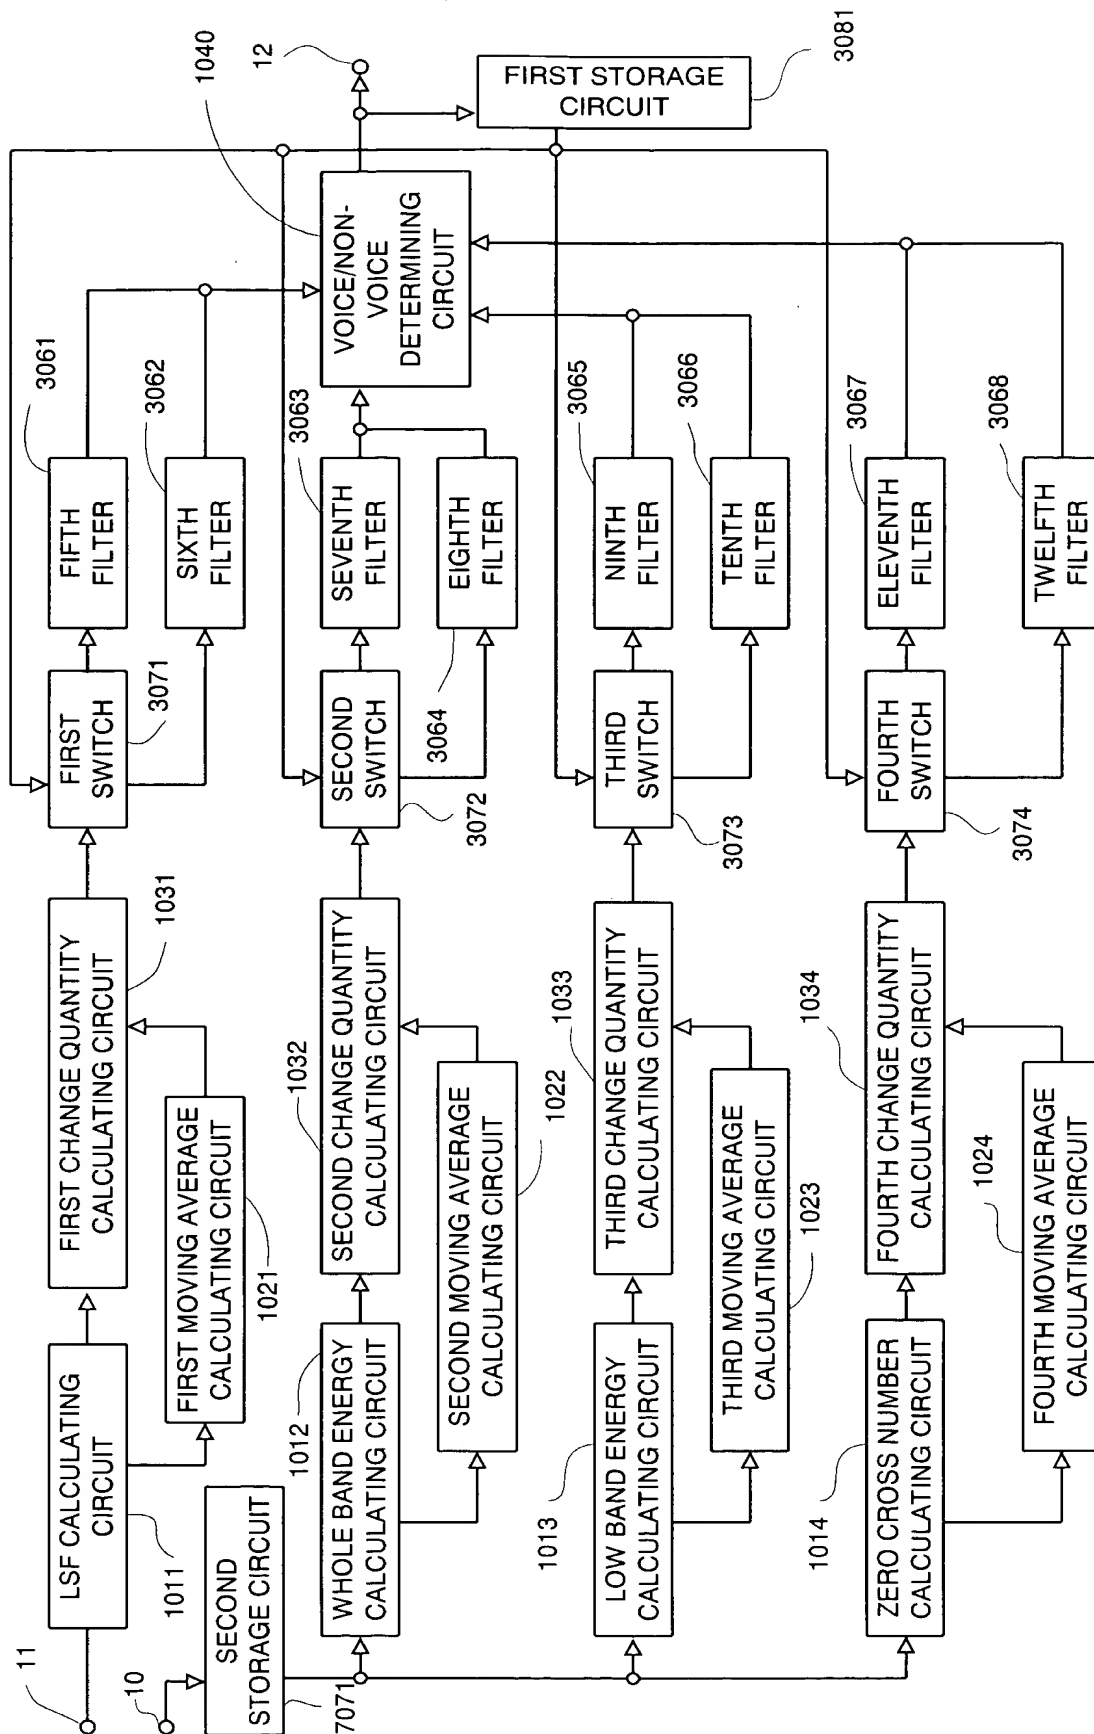 11
LSF CALCULATING
CIRCUIT
1011
FIRST CHANGE QUANTITY
CALCULATING CIRCUIT
1031
FIRST MOVING AVERAGE
CALCULATING CIRCUIT
1021
FIRST
SWITCH
3071
FIFTH
FILTER
3061
SIXTH
FILTER
3062
10
SECOND
STORAGE CIRCUIT
7071
WHOLE BAND ENERGY
CALCULATING CIRCUIT
1012
SECOND CHANGE QUANTITY
CALCULATING CIRCUIT
1032
SECOND MOVING AVERAGE
CALCULATING CIRCUIT
1022
SECOND
SWITCH
3072
SEVENTH
FILTER
3063
EIGHTH
FILTER
3064
VOICE/NON-
VOICE
DETERMINING
CIRCUIT
1040
12
FIRST STORAGE
CIRCUIT
3081
LOW BAND ENERGY
CALCULATING CIRCUIT
1013
THIRD CHANGE QUANTITY
CALCULATING CIRCUIT
1033
THIRD MOVING AVERAGE
CALCULATING CIRCUIT
1023
THIRD
SWITCH
3073
NINTH
FILTER
3065
TENTH
FILTER
3066
ZERO CROSS NUMBER
CALCULATING CIRCUIT
1014
FOURTH CHANGE QUANTITY
CALCULATING CIRCUIT
1034
FOURTH MOVING AVERAGE
CALCULATING CIRCUIT
1024
FOURTH
SWITCH
3074
ELEVENTH
FILTER
3067
TWELFTH
FILTER
3068